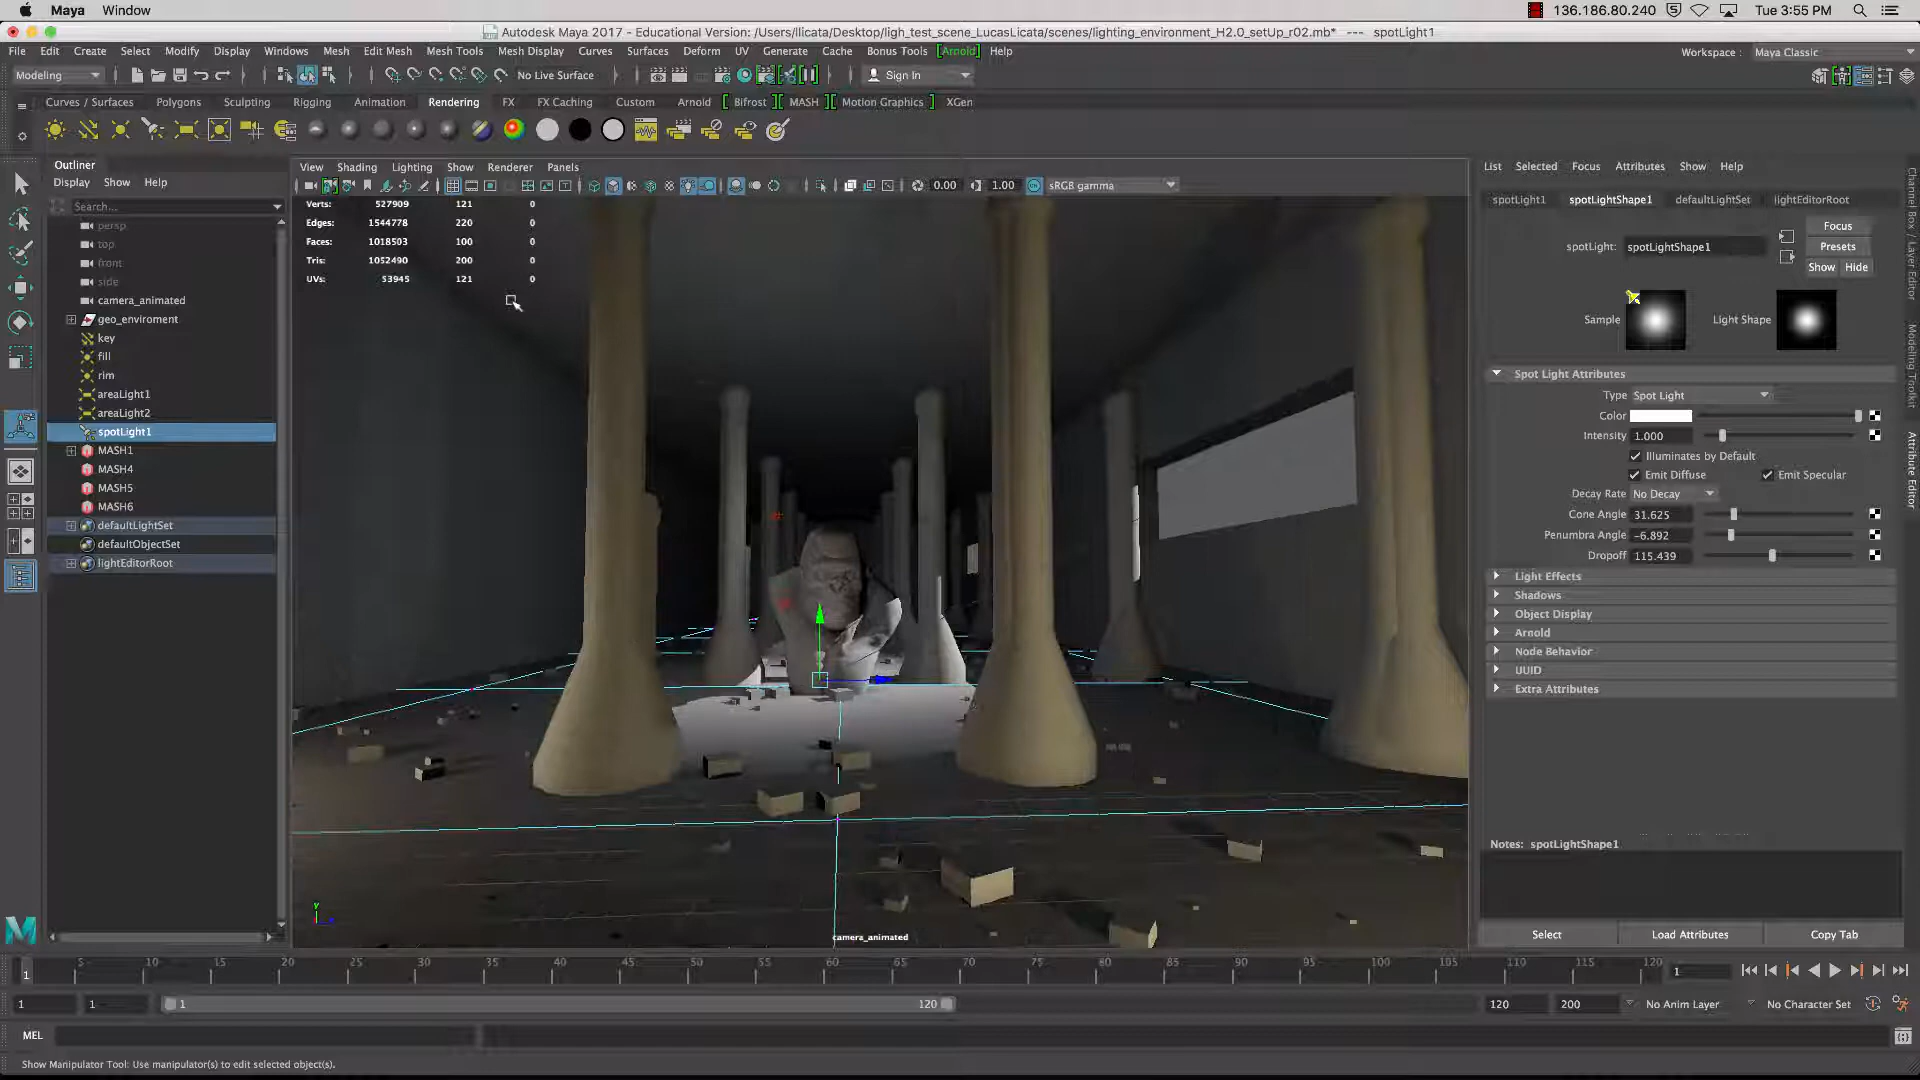 Maya Window 136.186.80.240 Tue 3:55 PM
Autodesk Maya 2017 - Educational Version: /Users/llicata/Desktop/ligh_test_scene_LucasLicata/scenes/lighting_environment_H2.0_setUp_r02.mb* --- spotLight1
File Edit Create Select Modify Display Windows Mesh Edit Mesh Mesh Tools Mesh Display Curves Surfaces Deform UV Generate Cache Bonus Tools [Arnold] Help Workspace : Maya Classic
Modeling No Live Surface Sign In
Curves / Surfaces Polygons Sculpting Rigging Animation Rendering FX FX Caching Custom Arnold Bifrost MASH Motion Graphics XGen
Outliner
Display Show Help
Search...
persp
top
front
side
camera_animated
geo_enviroment
key
fill
rim
areaLight1
areaLight2
spotLight1
MASH1
MASH4
MASH5
MASH6
defaultLightSet
defaultObjectSet
lightEditorRoot
View Shading Lighting Show Renderer Panels
0.00 1.00 sRGB gamma
Verts: 527909 121 0
Edges: 1544778 220 0
Faces: 1018503 100 0
Tris: 1052490 200 0
UVs: 53945 121 0
y
camera_animated
List Selected Focus Attributes Show Help
spotLight1 spotLightShape1 defaultLightSet lightEditorRoot
Focus
spotLight: spotLightShape1 Presets
Show Hide
Sample Light Shape
Spot Light Attributes
Type Spot Light
Color
Intensity 1.000
Illuminates by Default
Emit Diffuse Emit Specular
Decay Rate No Decay
Cone Angle 31.625
Penumbra Angle -6.892
Dropoff 115.439
Light Effects
Shadows
Object Display
Arnold
Node Behavior
UUID
Extra Attributes
Notes: spotLightShape1
Select Load Attributes Copy Tab
Channel Box / Layer Editor
Modeling Toolkit
Attribute Editor
1 5 10 15 20 25 30 35 40 45 50 55 60 65 70 75 80 85 90 95 100 105 110 115 120 1
1 1 1 120 120 200 No Anim Layer No Character Set
MEL
Show Manipulator Tool: Use manipulator(s) to edit selected object(s).